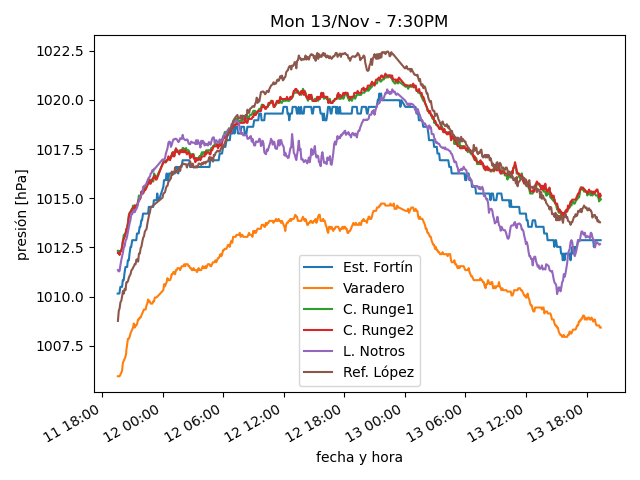 Mon 13/Nov - 7:30PM
1022.5
1020.0
1017.5
1015.0
1012.5
1010.0
1007.5
presión [hPa]
Est. Fortín
Varadero
C. Runge1
C. Runge2
L. Notros
Ref. López
11 18:00
12 00:00
12 06:00
12 12:00
12 18:00
13 00:00
13 06:00
13 12:00
13 18:00
fecha y hora